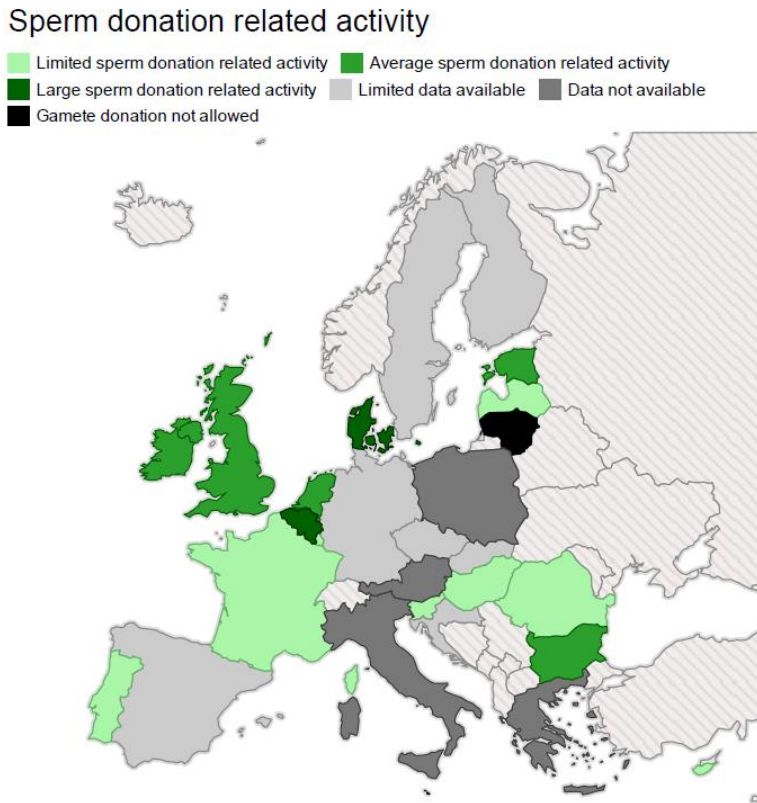 Sperm donation related activity
Limited sperm donation related activity Average sperm donation related activity
Large sperm donation related activity Limited data available Data not available
Gamete donation not allowed